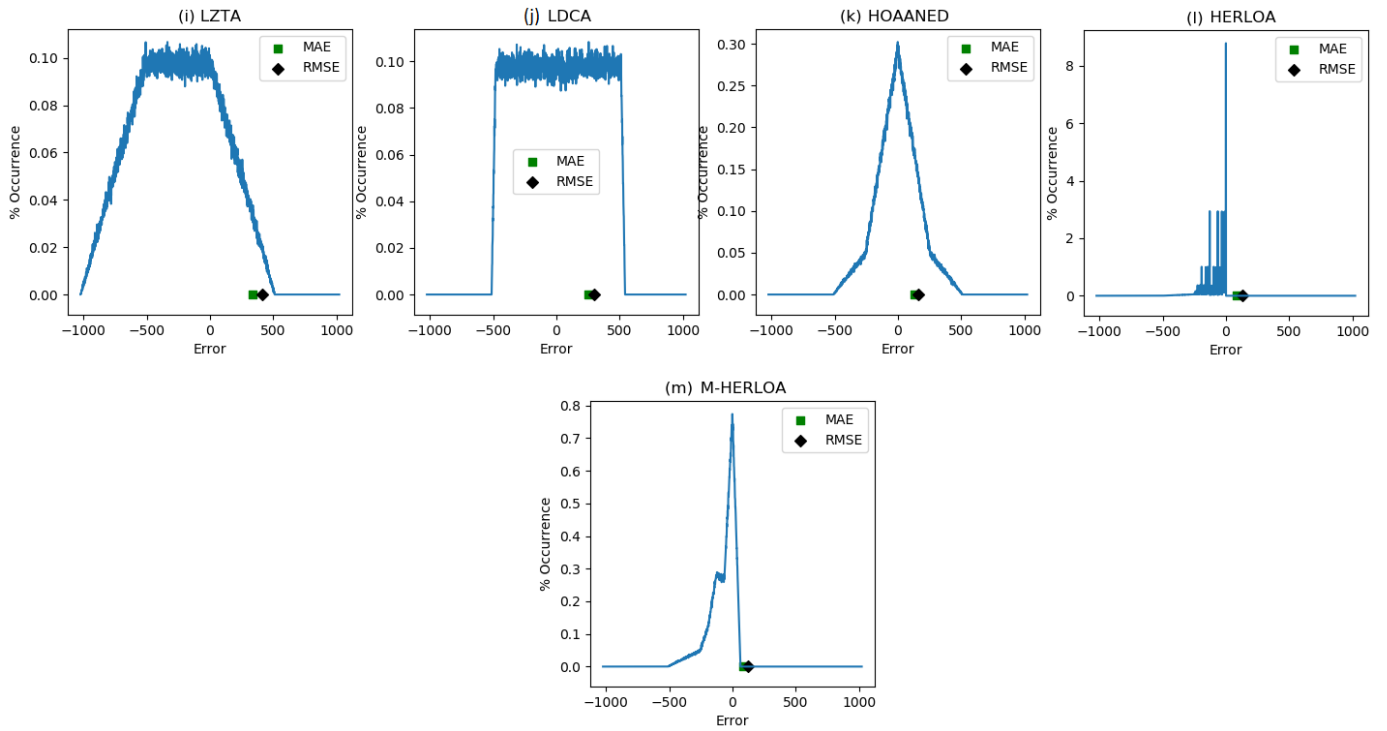 (i) LZTA
% Occurrence
0.10
0.08
0.06
0.04
0.02
0.00
MAE
RMSE
−1000 −500 0 500 1000
Error
(j) LDCA
% Occurrence
0.10
0.08
0.06
0.04
0.02
0.00
MAE
RMSE
−1000 −500 0 500 1000
Error
(k) HOAANED
% Occurrence
0.30
0.25
0.20
0.15
0.10
0.05
0.00
MAE
RMSE
−1000 −500 0 500 1000
Error
(l) HERLOA
% Occurrence
8
6
4
2
0
MAE
RMSE
−1000 −500 0 500 1000
Error
(m) M-HERLOA
% Occurrence
0.8
0.7
0.6
0.5
0.4
0.3
0.2
0.1
0.0
MAE
RMSE
−1000 −500 0 500 1000
Error